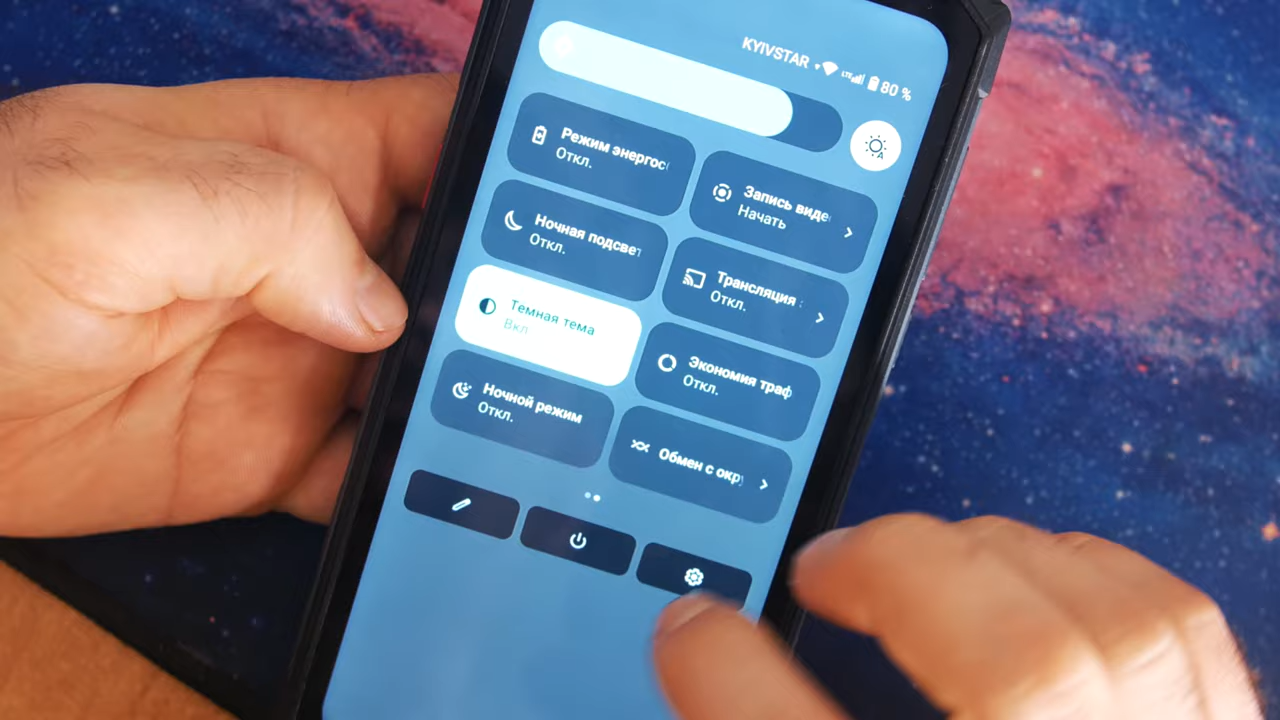 KYIVSTAR LTE 80 %
Режим энергос
Откл.
Запись виде
Начать
Ночная подсвет
Откл.
Трансляция
Откл.
Темная тема
Вкл
Экономия траф
Откл.
Ночной режим
Откл.
Обмен с окр